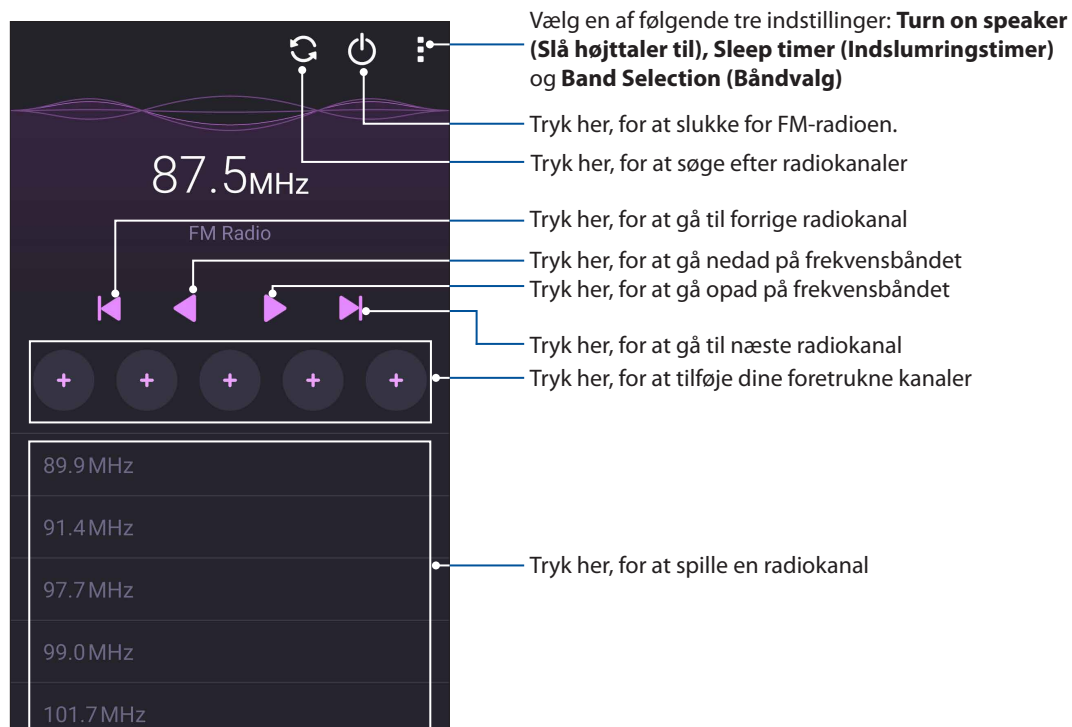 Vælg en af følgende tre indstillinger: Turn on speaker
(Slå højttaler til), Sleep timer (Indslumringstimer)
og Band Selection (Båndvalg)
Tryk her, for at slukke for FM-radioen.
Tryk her, for at søge efter radiokanaler
87.5MHz
FM Radio
Tryk her, for at gå til forrige radiokanal
Tryk her, for at gå nedad på frekvensbåndet
Tryk her, for at gå opad på frekvensbåndet
Tryk her, for at gå til næste radiokanal
Tryk her, for at tilføje dine foretrukne kanaler
89.9MHz
91.4MHz
97.7MHz
Tryk her, for at spille en radiokanal
99.0MHz
101.7MHz